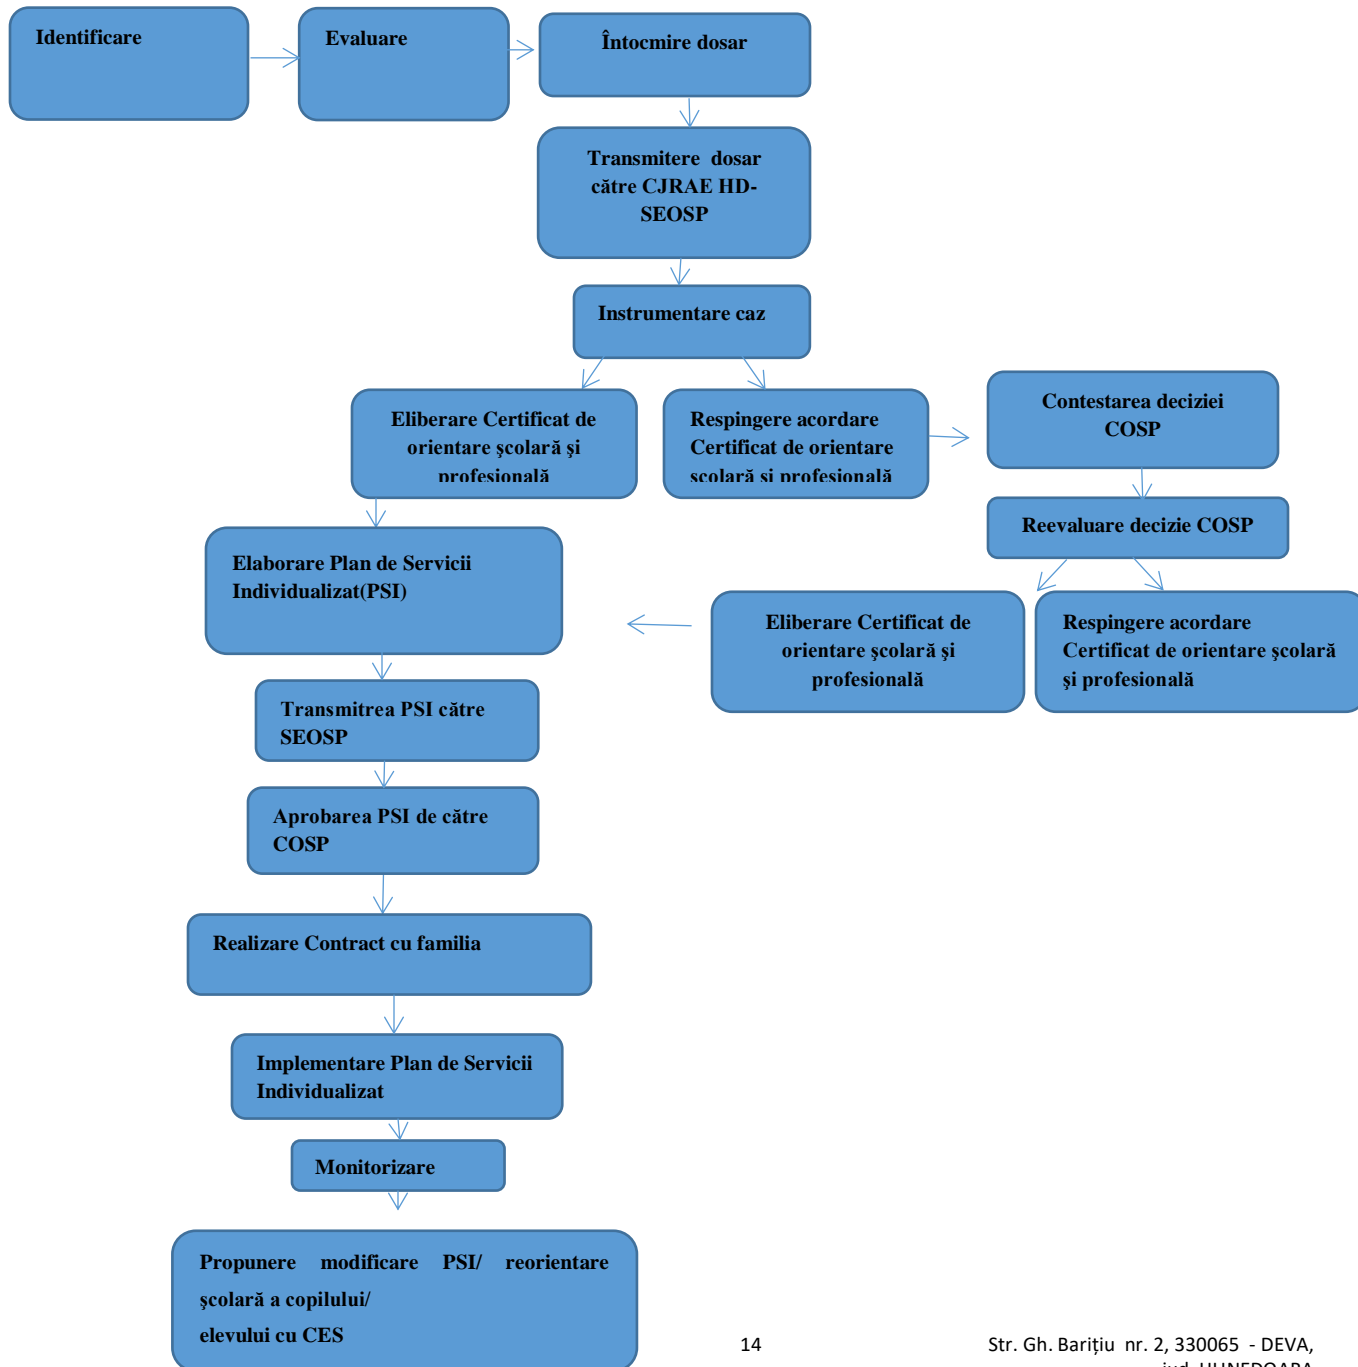 Identificare
Evaluare
Întocmire dosar
Transmitere dosar
către CJRAE HD-
SEOSP
Instrumentare caz
Eliberare Certificat de
orientare şcolară şi
profesională
Respingere acordare
Certificat de orientare
şcolară şi profesională
Contestarea deciziei
COSP
Reevaluare decizie COSP
Elaborare Plan de Servicii
Individualizat(PSI)
Eliberare Certificat de
orientare şcolară şi
profesională
Respingere acordare
Certificat de orientare şcolară
şi profesională
Transmitrea PSI către
SEOSP
Aprobarea PSI de către
COSP
Realizare Contract cu familia
Implementare Plan de Servicii
Individualizat
Monitorizare
Propunere modificare PSI/ reorientare
şcolară a copilului/
elevului cu CES
14
Str. Gh. Barițiu nr. 2, 330065 - DEVA,
jud. HUNEDOARA